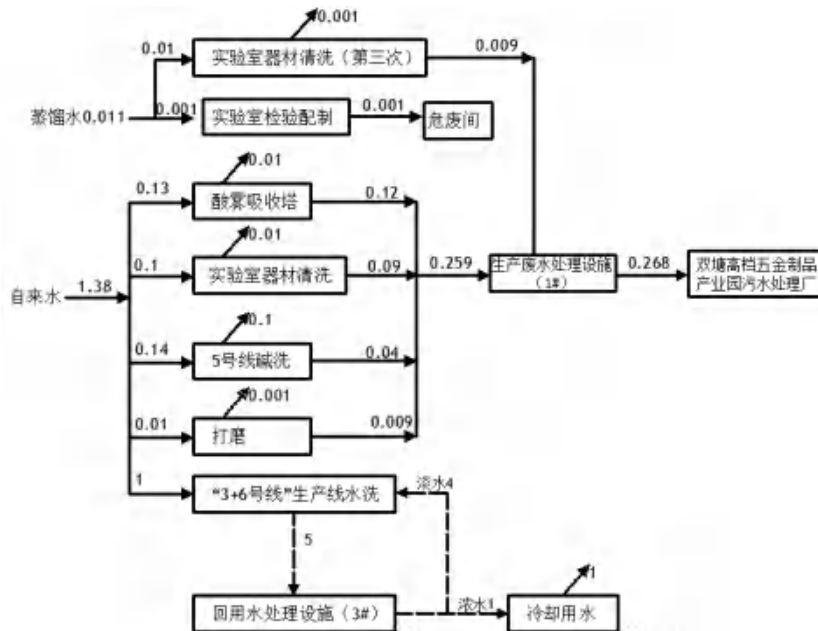 0.001
0.01
实验室器材清洗（第三次）
0.009
蒸馏水0.011
0.001
实验室检验配制
0.001
危废间
0.01
0.13
酸雾吸收塔
0.12
0.01
0.1
实验室器材清洗
0.09
0.259
生产废水处理设施
（1#）
0.268
双塘高档五金制品
产业园污水处理厂
自来水
1.38
0.1
0.14
5号线碱洗
0.04
0.001
0.01
打磨
0.009
1
“3+6号线”生产线水洗
淡水4
5
1
回用水处理设施（3#）
浓水1
冷却用水